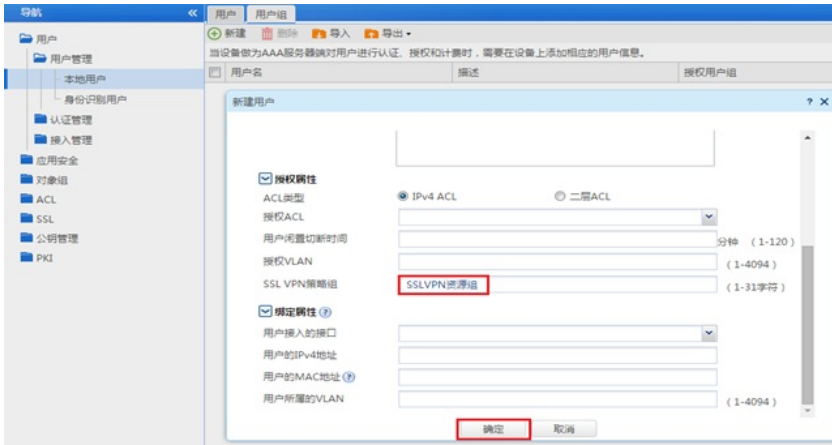 导航
用户
用户管理
本地用户
身份识别用户
认证管理
接入管理
应用安全
对象组
ACL
SSL
公钥管理
PKI
用户 用户组
新建 删除 导入 导出
当设备做为AAA服务器端对用户进行认证、授权和计费时，需要在设备上添加相应的用户信息。
用户名 描述 授权用户组
新建用户 ? X
授权属性
ACL类型 IPv4 ACL 二层ACL
授权ACL
用户闲置切断时间 分钟 （1-120）
授权VLAN （1-4094）
SSL VPN策略组 SSLVPN资源组 （1-31字符）
绑定属性 ?
用户接入的接口
用户的IPv4地址
用户的MAC地址 ?
用户所属的VLAN （1-4094）
确定 取消